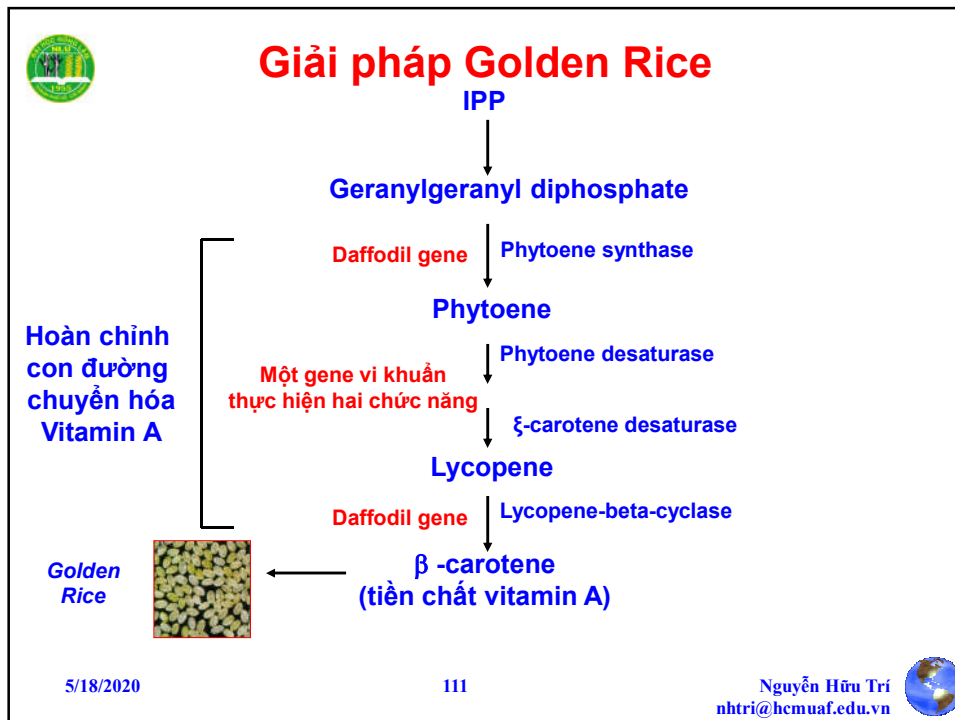 Giải pháp Golden Rice
IPP
Geranylgeranyl diphosphate
Daffodil gene
Phytoene synthase
Phytoene
Hoàn chỉnh
con đường
chuyển hóa
Vitamin A
Một gene vi khuẩn
thực hiện hai chức năng
Phytoene desaturase
ξ-carotene desaturase
Lycopene
Daffodil gene
Lycopene-beta-cyclase
β -carotene
(tiền chất vitamin A)
Golden
Rice
5/18/2020
111
Nguyễn Hữu Trí
nhtri@hcmuaf.edu.vn
1955